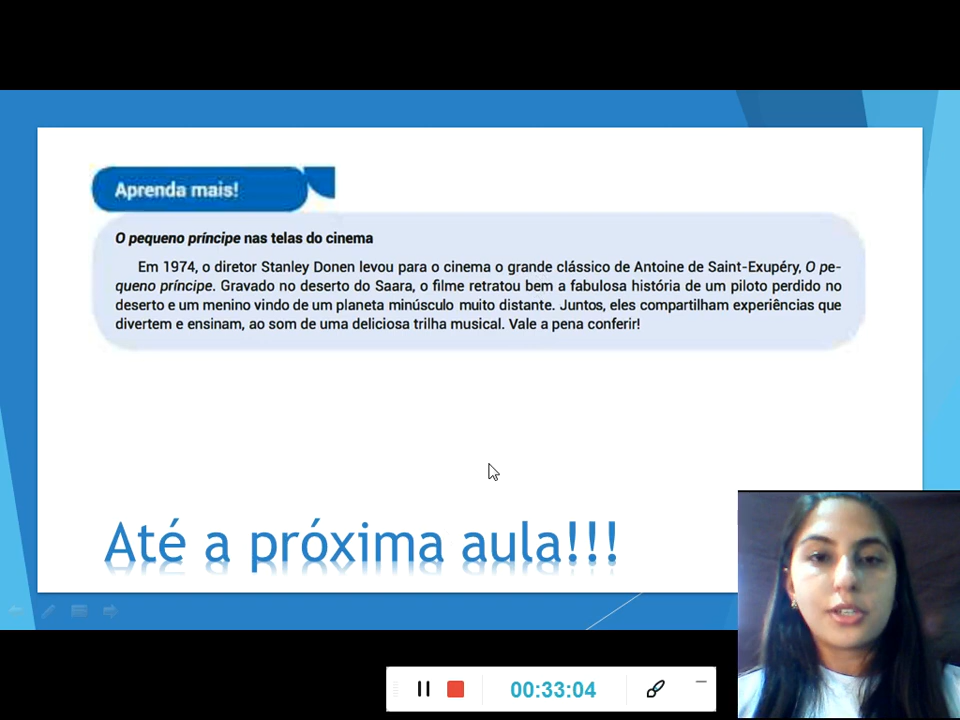 Aprenda mais!
O pequeno príncipe nas telas do cinema
Em 1974, o diretor Stanley Donen levou para o cinema o grande clássico de Antoine de Saint-Exupéry, O pe-
queno príncipe. Gravado no deserto do Saara, o filme retratou bem a fabulosa história de um piloto perdido no
deserto e um menino vindo de um planeta minúsculo muito distante. Juntos, eles compartilham experiências que
divertem e ensinam, ao som de uma deliciosa trilha musical. Vale a pena conferir!
Até a próxima aula!!!
00:33:04